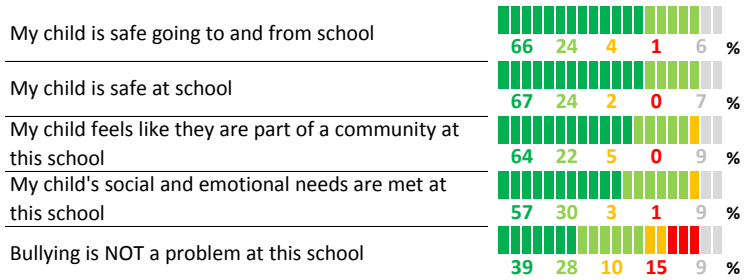 My child is safe going to and from school
66 24 4 1 6 %
My child is safe at school
67 24 2 0 7 %
My child feels like they are part of a community at
this school
64 22 5 0 9 %
My child's social and emotional needs are met at
this school
57 30 3 1 9 %
Bullying is NOT a problem at this school
39 28 10 15 9 %